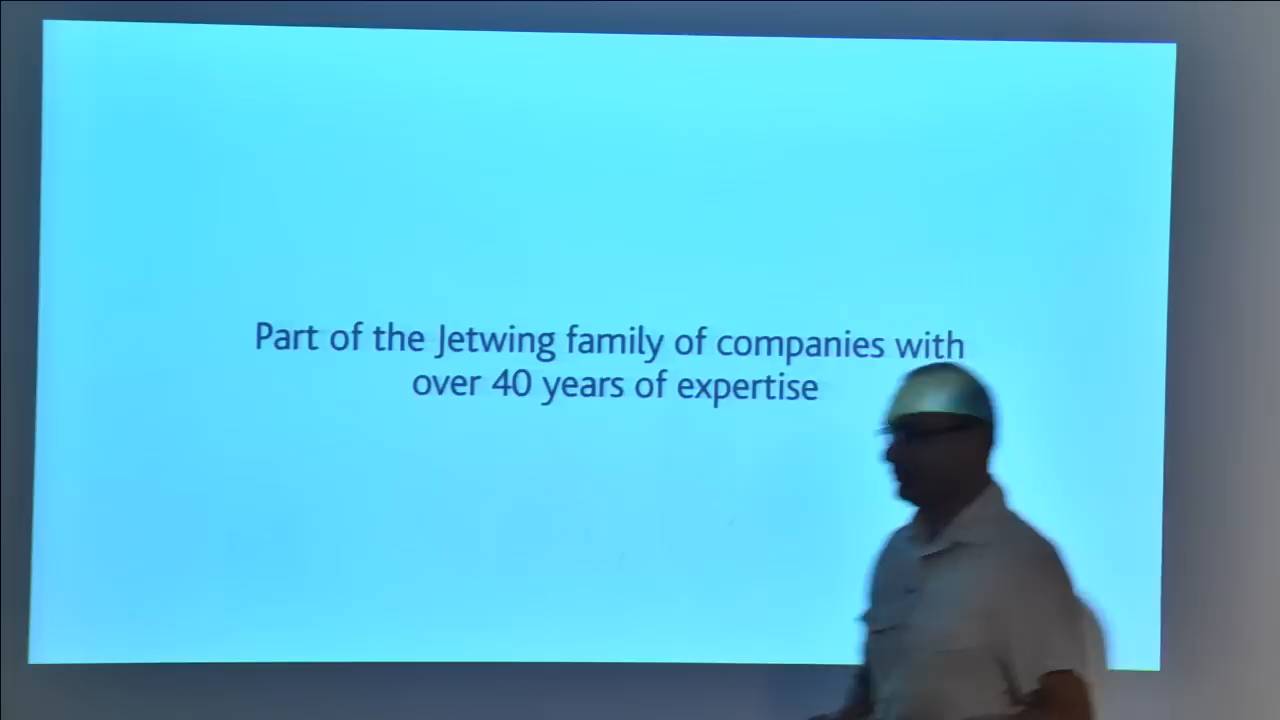 Part of the Jetwing family of companies with
over 40 years of expertise